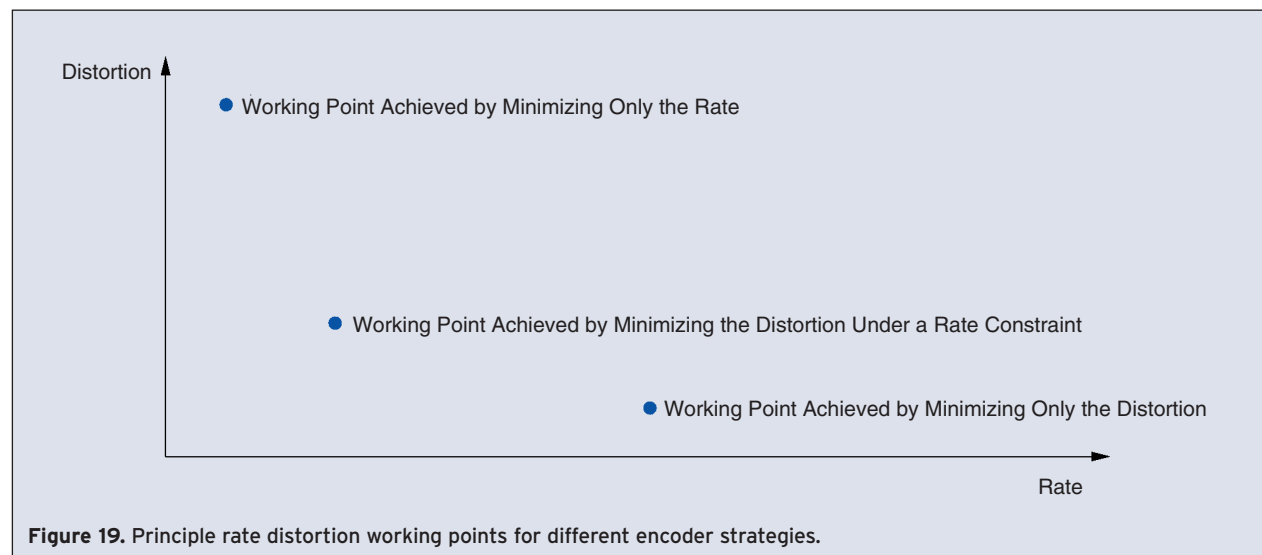 Distortion
Working Point Achieved by Minimizing Only the Rate
Working Point Achieved by Minimizing the Distortion Under a Rate Constraint
Working Point Achieved by Minimizing Only the Distortion
Rate
Figure 19. Principle rate distortion working points for different encoder strategies.